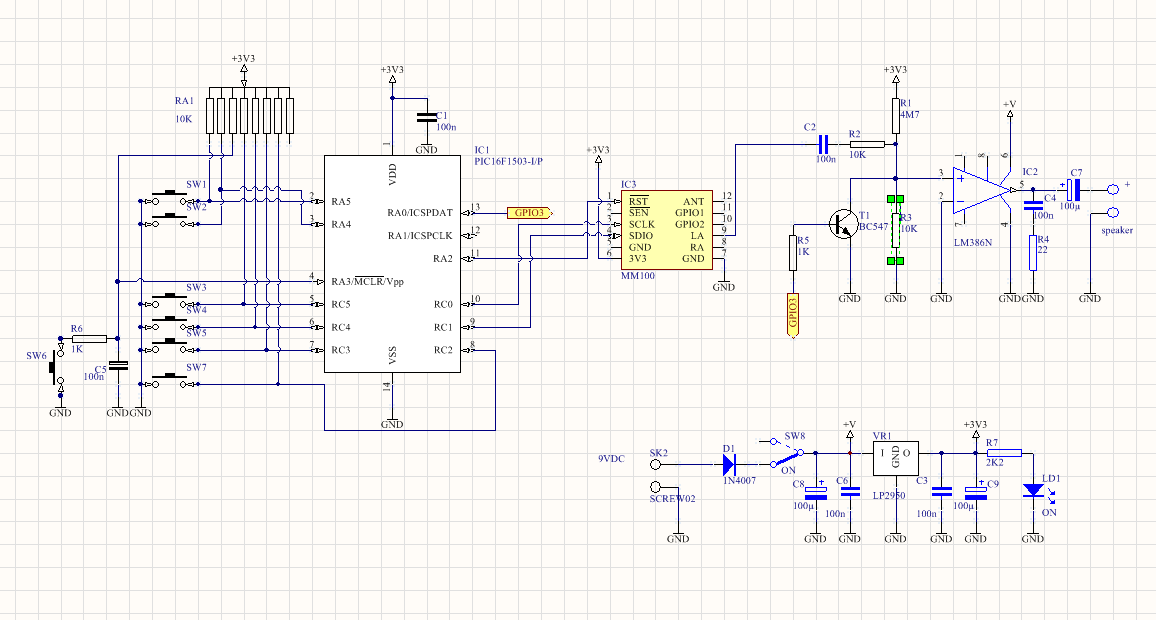 +3V3
RA1
10K
+3V3
C1
100n
GND
1
VDD
IC1
PIC16F1503-I/P
SW1
SW2
2
RA5
3
RA4
4
RA3/MCLR/Vpp
5
RC5
6
RC4
7
RC3
VSS
14
GND
RA0/ICSPDAT
13
GPIO3
RA1/ICSPCLK
12
RA2
11
RC0
10
RC1
9
RC2
8
SW3
SW4
SW5
SW7
R6
1K
SW6
C5
100n
GND
GND
GND
+3V3
IC3
1
RST
ANT
12
2
SEN
GPIO1
11
3
SCLK
GPIO2
10
4
SDIO
LA
9
5
GND
RA
8
6
3V3
GND
7
MM100
GND
C2
100n
R2
10K
+3V3
R1
4M7
T1
BC547
R3
10K
R5
1K
GPIO3
GND
GND
GND
+V
1
8
6
3
+
2
-
7
4
5
IC2
LM386N
C4
100n
R4
22
GND
GND
C7
+
100µ
+
speaker
GND
9VDC
SK2
SCREW02
GND
D1
1N4007
SW8
ON
+V
VR1
I
GND
O
LP2950
+3V3
R7
2K2
C8
+
100µ
C6
100n
C3
100n
+
C9
100µ
LD1
ON
GND
GND
GND
GND
GND
GND